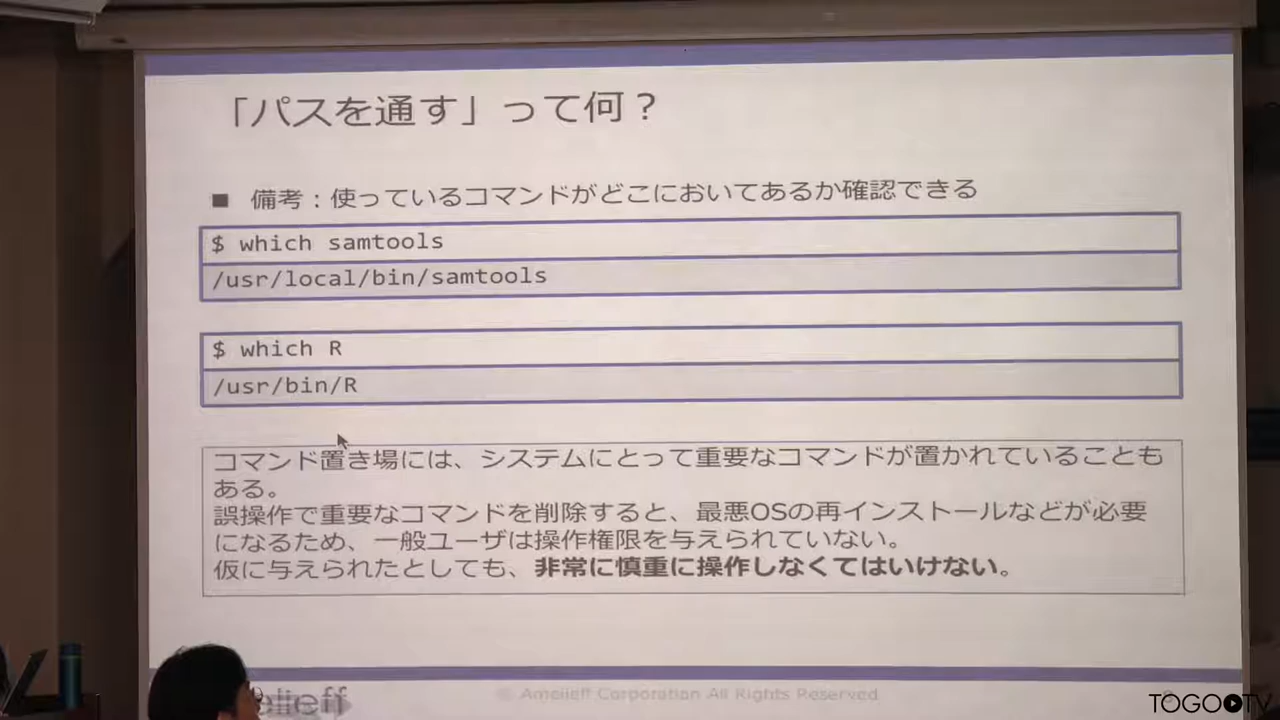 「パスを通す」って何？
■ 備考：使っているコマンドがどこにおいてあるか確認できる
$ which samtools
/usr/local/bin/samtools
$ which R
/usr/bin/R
コマンド置き場には、システムにとって重要なコマンドが置かれていることも
ある。
誤操作で重要なコマンドを削除すると、最悪OSの再インストールなどが必要
になるため、一般ユーザは操作権限を与えられていない。
仮に与えられたとしても、非常に慎重に操作しなくてはいけない。
elieff
© Amelieff Corporation All Rights Reserved
TOGOTV